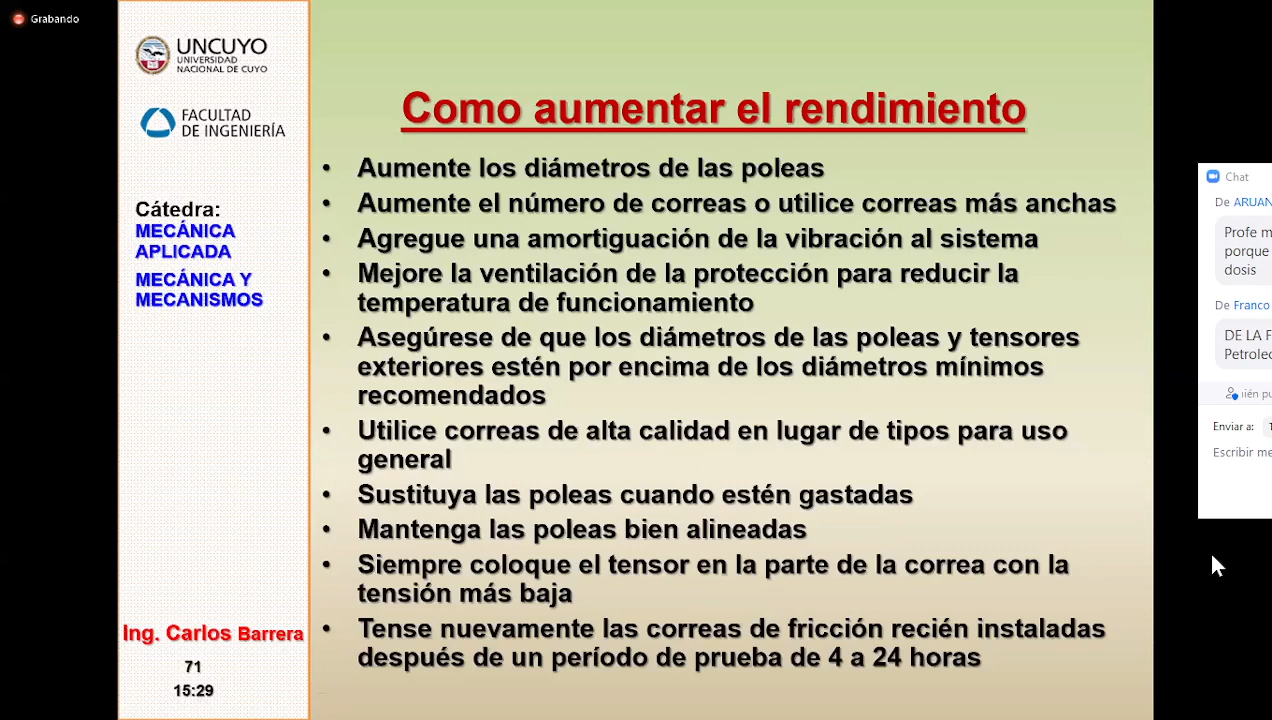 Grabando
UNCUYO
UNIVERSIDAD
NACIONAL DE CUYO
FACULTAD
DE INGENIERÍA
Cátedra:
MECÁNICA
APLICADA
MECÁNICA Y
MECANISMOS
Ing. Carlos Barrera
71
15:29
Como aumentar el rendimiento
• Aumente los diámetros de las poleas
• Aumente el número de correas o utilice correas más anchas
• Agregue una amortiguación de la vibración al sistema
• Mejore la ventilación de la protección para reducir la
temperatura de funcionamiento
• Asegúrese de que los diámetros de las poleas y tensores
exteriores estén por encima de los diámetros mínimos
recomendados
• Utilice correas de alta calidad en lugar de tipos para uso
general
• Sustituya las poleas cuando estén gastadas
• Mantenga las poleas bien alineadas
• Siempre coloque el tensor en la parte de la correa con la
tensión más baja
• Tense nuevamente las correas de fricción recién instaladas
después de un período de prueba de 4 a 24 horas
Chat
De ARUAN
Profe m
porque
dosis
De Franco
DE LA F
Petrolec
Enviar a:
Escribir me